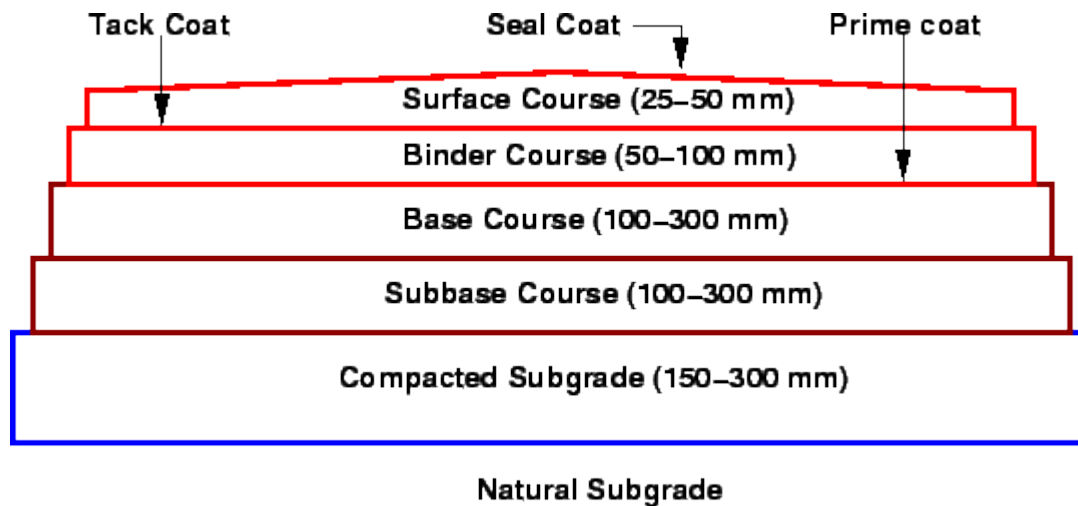 Tack Coat
Seal Coat
Prime coat
Surface Course (25–50 mm)
Binder Course (50–100 mm)
Base Course (100–300 mm)
Subbase Course (100–300 mm)
Compacted Subgrade (150–300 mm)
Natural Subgrade